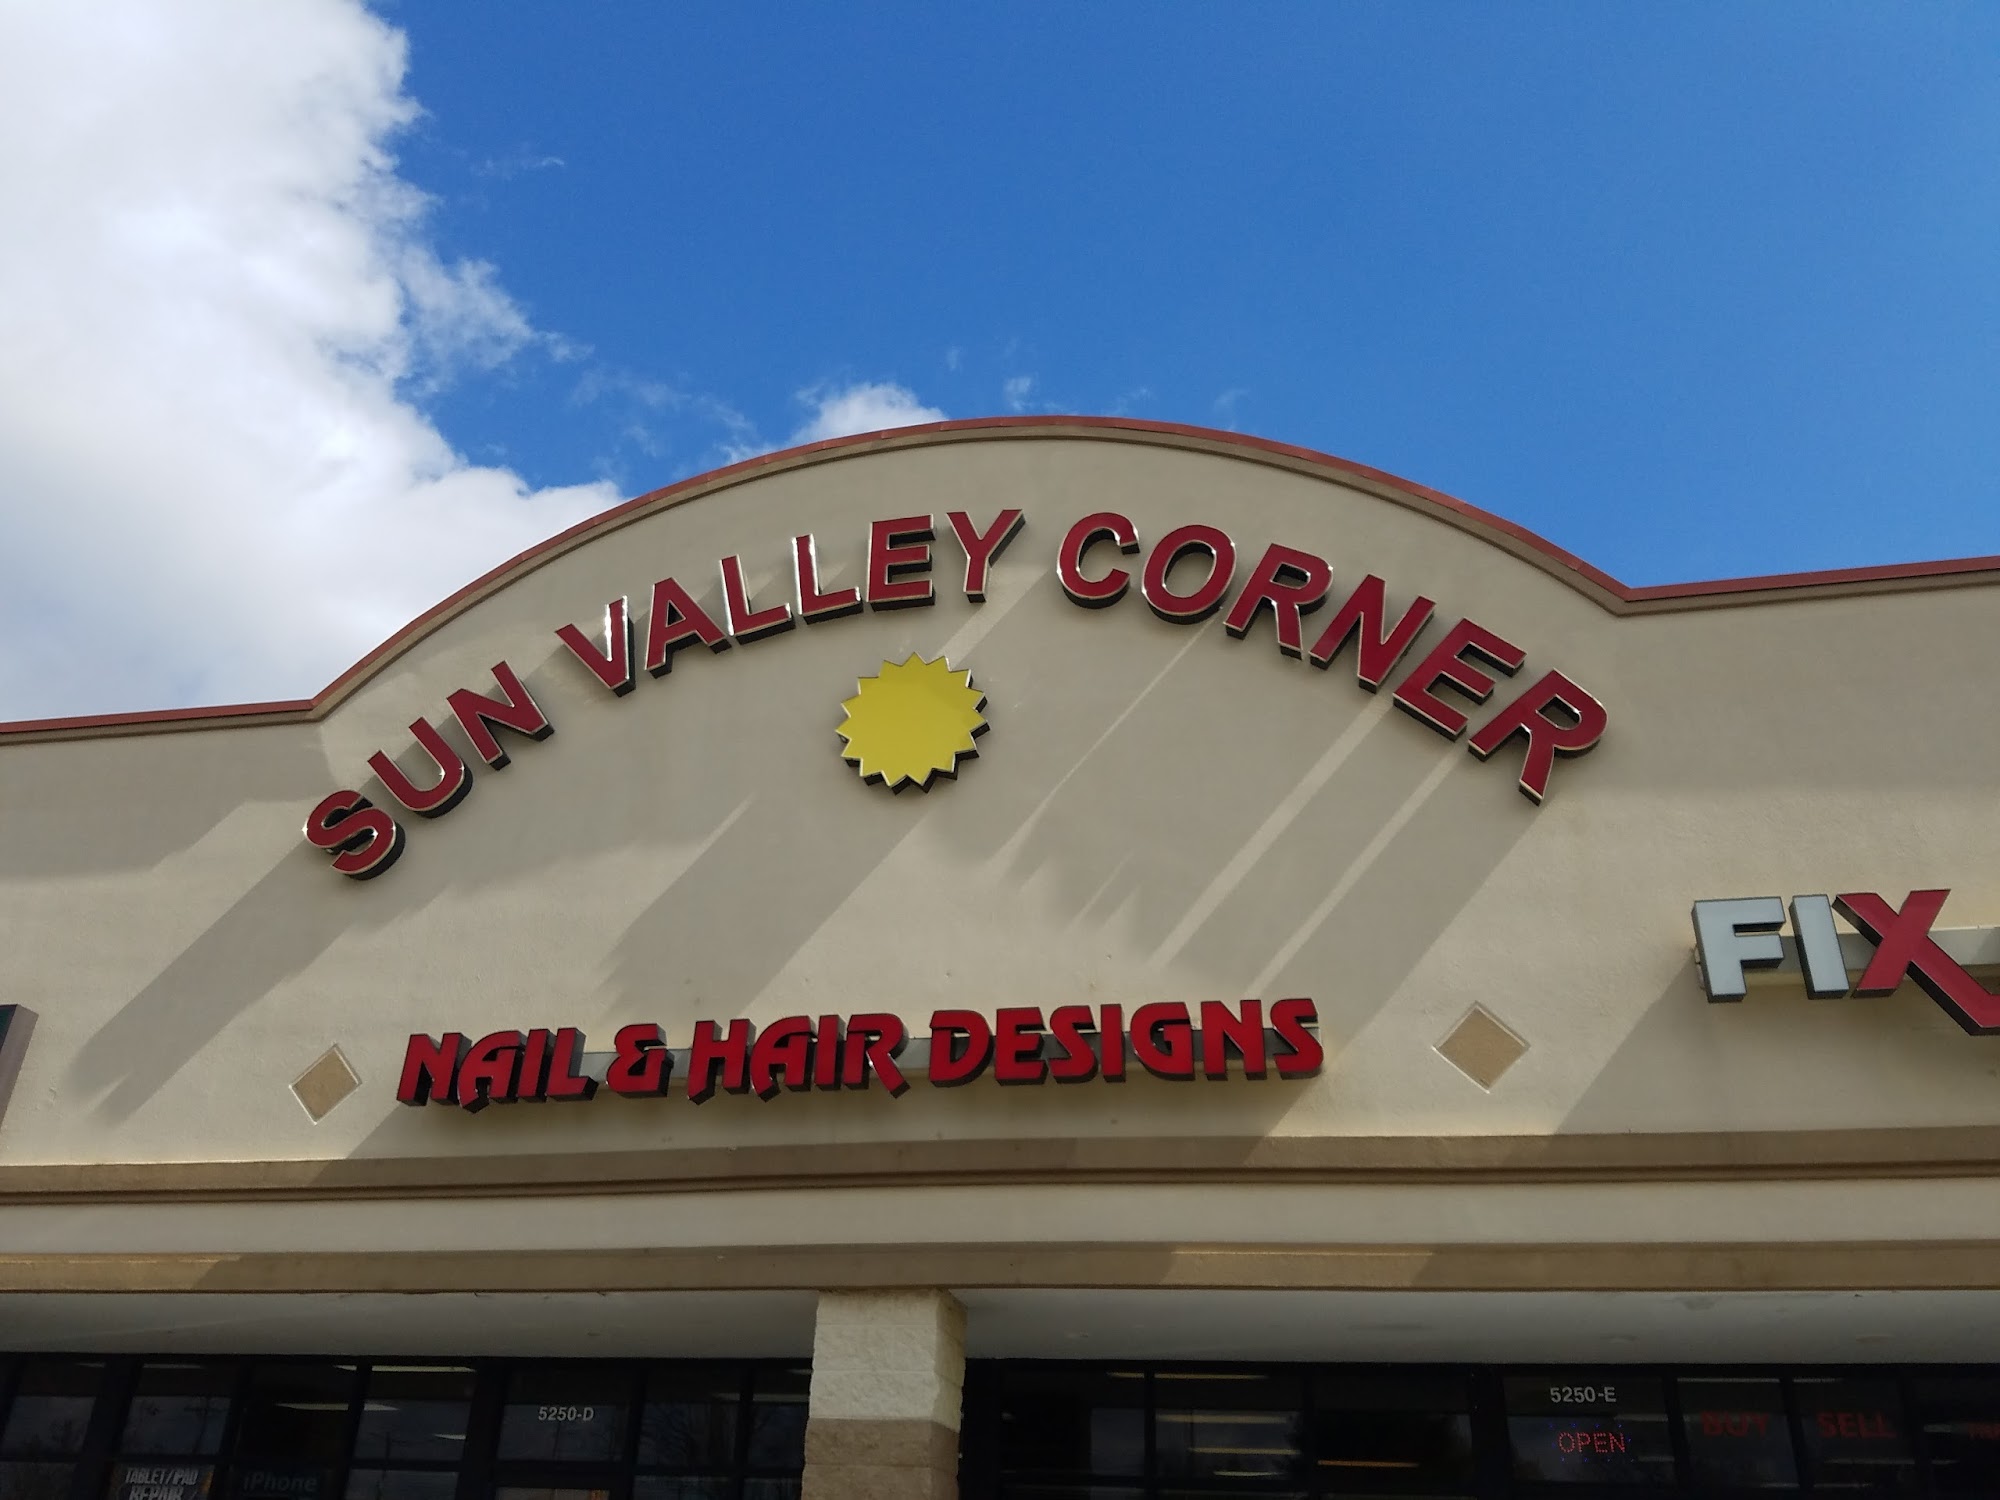 SUN VALLEY CORNER
NAIL & HAIR DESIGNS
FIX
5250-D
5250-E
OPEN
BUY SELL
TABLET/IPAD
REPAIR
iPhone